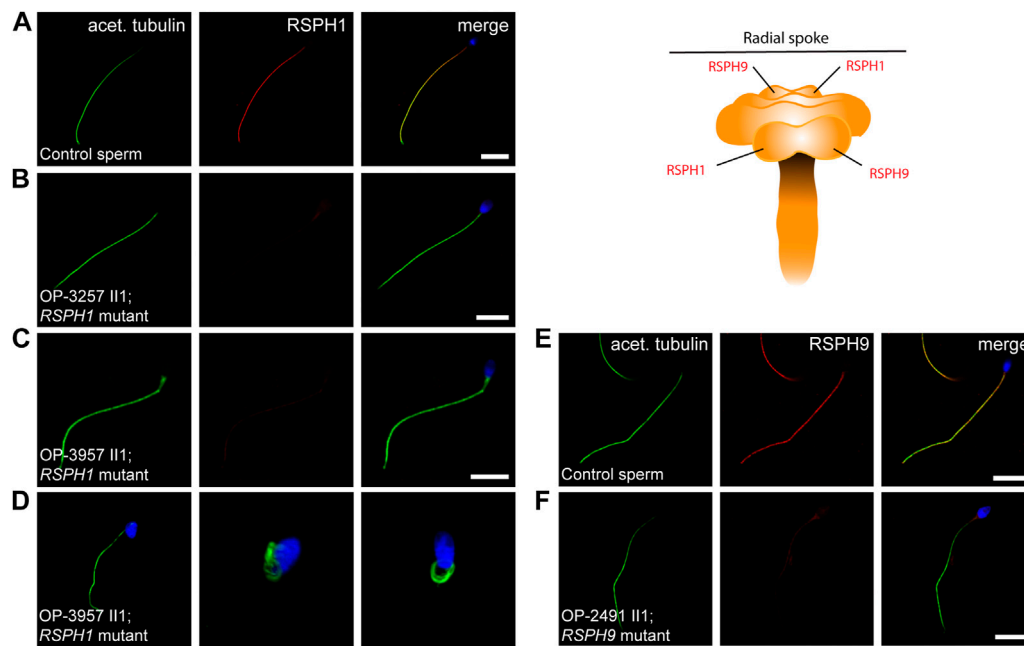 A
acet. tubulin
RSPH1
merge
Control sperm
B
OP-3257 II1;
RSPH1 mutant
C
OP-3957 II1;
RSPH1 mutant
D
OP-3957 II1;
RSPH1 mutant
Radial spoke
RSPH9
RSPH1
RSPH1
RSPH9
E
acet. tubulin
RSPH9
merge
Control sperm
F
OP-2491 II1;
RSPH9 mutant